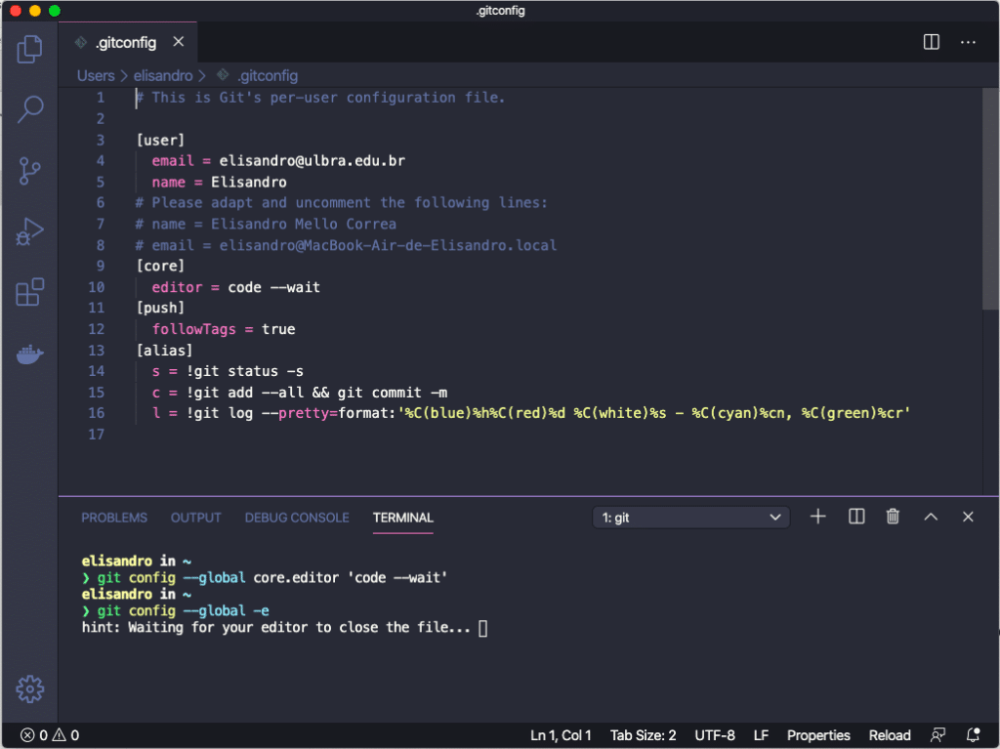 .gitconfig
.gitconfig
Users > elisandro > .gitconfig
1 # This is Git's per-user configuration file.
2
3 [user]
4 email = elisandro@ulbra.edu.br
5 name = Elisandro
6 # Please adapt and uncomment the following lines:
7 # name = Elisandro Mello Correa
8 # email = elisandro@MacBook-Air-de-Elisandro.local
9 [core]
10 editor = code --wait
11 [push]
12 followTags = true
13 [alias]
14 s = !git status -s
15 c = !git add --all && git commit -m
16 l = !git log --pretty=format:'%C(blue)%h%C(red)%d %C(white)%s - %C(cyan)%cn, %C(green)%cr'
17
PROBLEMS OUTPUT DEBUG CONSOLE TERMINAL 1: git
elisandro in ~
❯ git config --global core.editor 'code --wait'
elisandro in ~
❯ git config --global -e
hint: Waiting for your editor to close the file...
0 0 Ln 1, Col 1 Tab Size: 2 UTF-8 LF Properties Reload